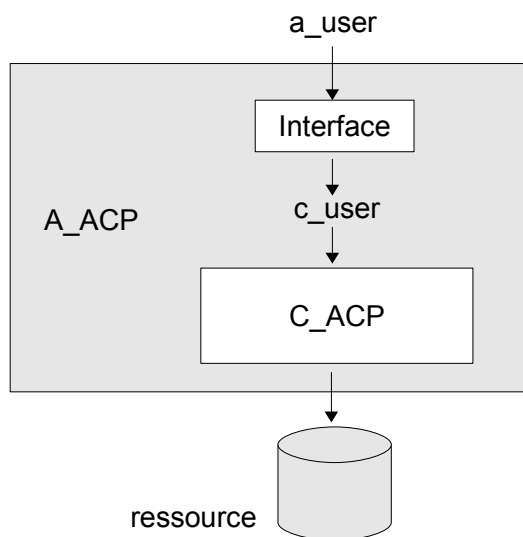 a_user
Interface
A_ACP
c_user
C_ACP
ressource